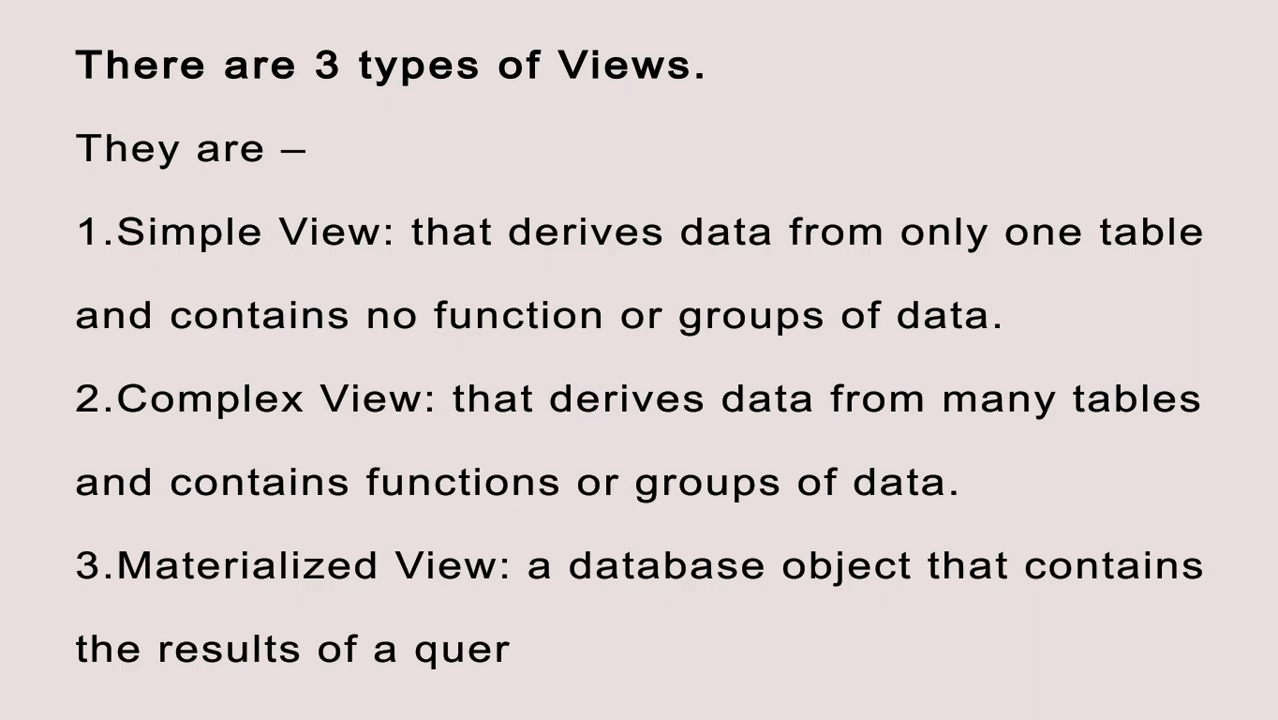 There are 3 types of Views.
They are –
1.Simple View: that derives data from only one table
and contains no function or groups of data.
2.Complex View: that derives data from many tables
and contains functions or groups of data.
3.Materialized View: a database object that contains
the results of a quer